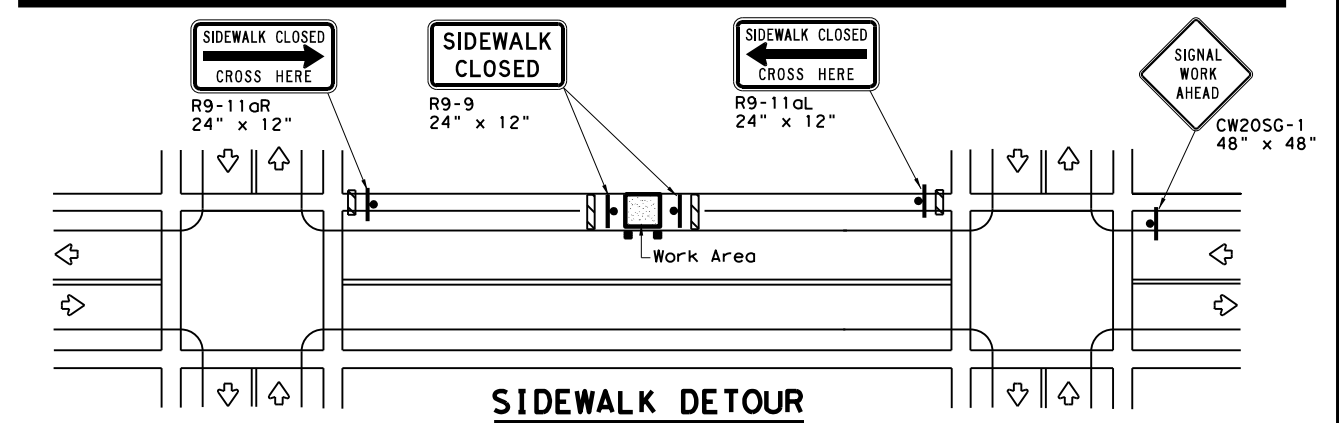 SIDEWALK CLOSED
CROSS HERE
R9-11aR
24" x 12"
SIDEWALK
CLOSED
R9-9
24" x 12"
SIDEWALK CLOSED
CROSS HERE
R9-11aL
24" x 12"
SIGNAL
WORK
AHEAD
CW20SG-1
48" x 48"
Work Area
SIDEWALK DETOUR